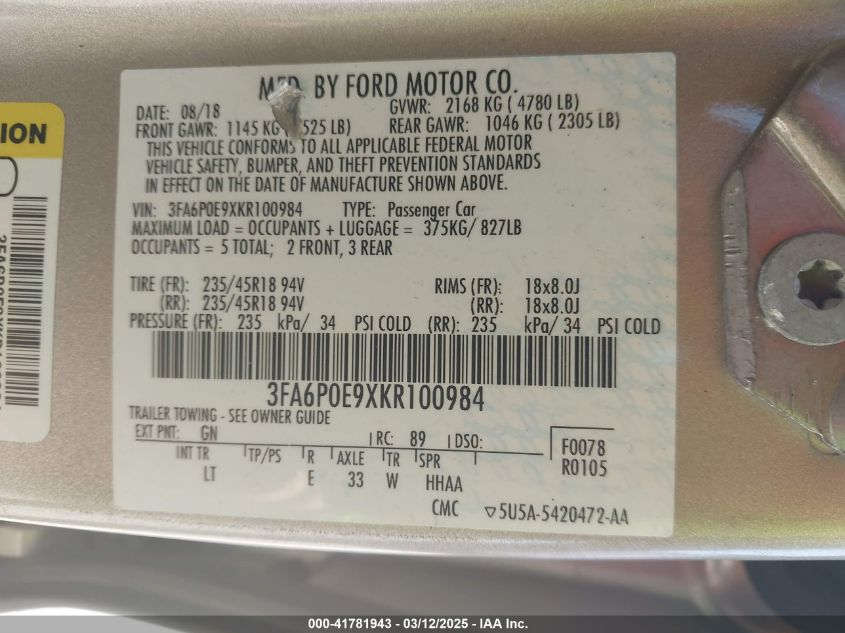 MFD. BY FORD MOTOR CO.
DATE: 08/18 GVWR: 2168 KG ( 4780 LB)
FRONT GAWR: 1145 KG 525 LB) REAR GAWR: 1046 KG ( 2305 LB)
THIS VEHICLE CONFORMS TO ALL APPLICABLE FEDERAL MOTOR
VEHICLE SAFETY, BUMPER, AND THEFT PREVENTION STANDARDS
IN EFFECT ON THE DATE OF MANUFACTURE SHOWN ABOVE.
VIN: 3FA6P0E9XKR100984 TYPE: Passenger Car
MAXIMUM LOAD = OCCUPANTS + LUGGAGE = 375KG/ 827LB
OCCUPANTS = 5 TOTAL; 2 FRONT, 3 REAR
TIRE (FR): 235/45R18 94V RIMS (FR): 18x8.0J
(RR): 235/45R18 94V (RR): 18x8.0J
PRESSURE (FR): 235 kPa/ 34 PSI COLD (RR): 235 kPa/ 34 PSI COLD
3FA6P0E9XKR100984
TRAILER TOWING - SEE OWNER GUIDE
EXT PNT: GN RC: 89 DSO: F0078
INT TR TP/PS R AXLE TR SPR R0105
LT E 33 W HHAA
CMC ▽5U5A-5420472-AA
ION
000-41781943 - 03/12/2025 - IAA Inc.